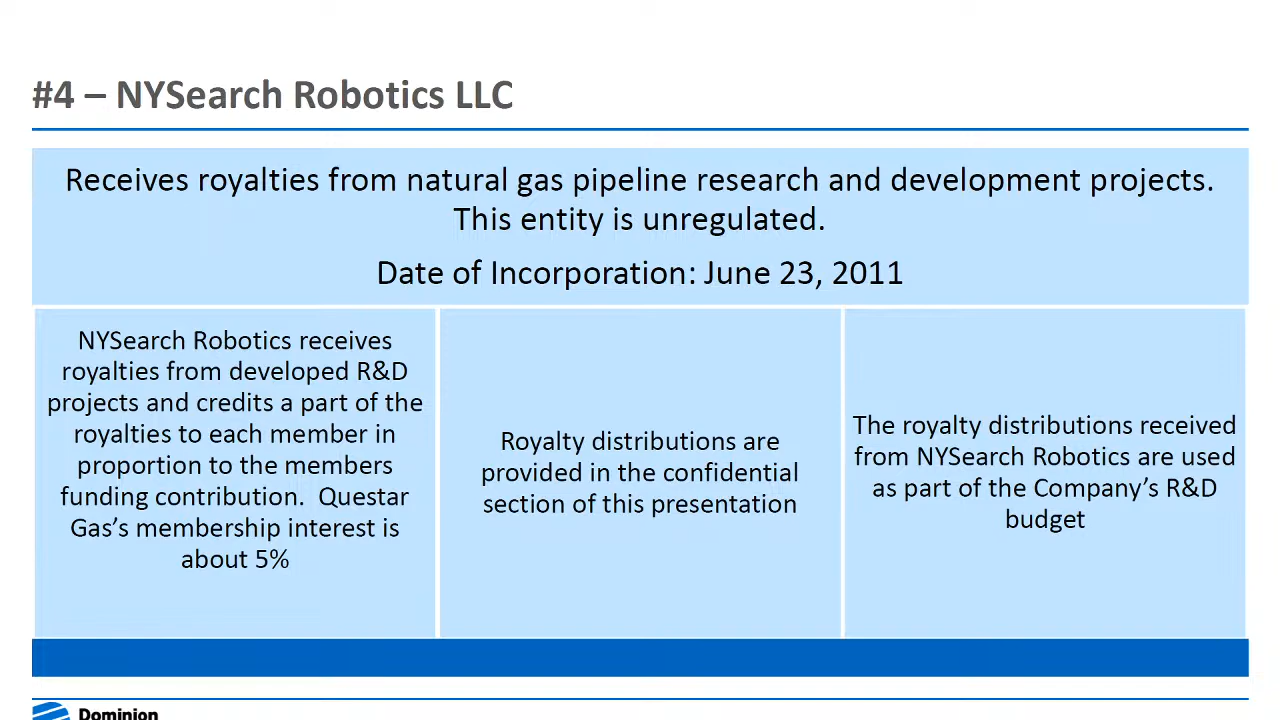 #4 – NYSearch Robotics LLC
Receives royalties from natural gas pipeline research and development projects.
This entity is unregulated.
Date of Incorporation: June 23, 2011
NYSearch Robotics receives
royalties from developed R&D
projects and credits a part of the
royalties to each member in
proportion to the members
funding contribution.  Questar
Gas’s membership interest is
about 5%
Royalty distributions are
provided in the confidential
section of this presentation
The royalty distributions received
from NYSearch Robotics are used
as part of the Company’s R&D
budget
Dominion